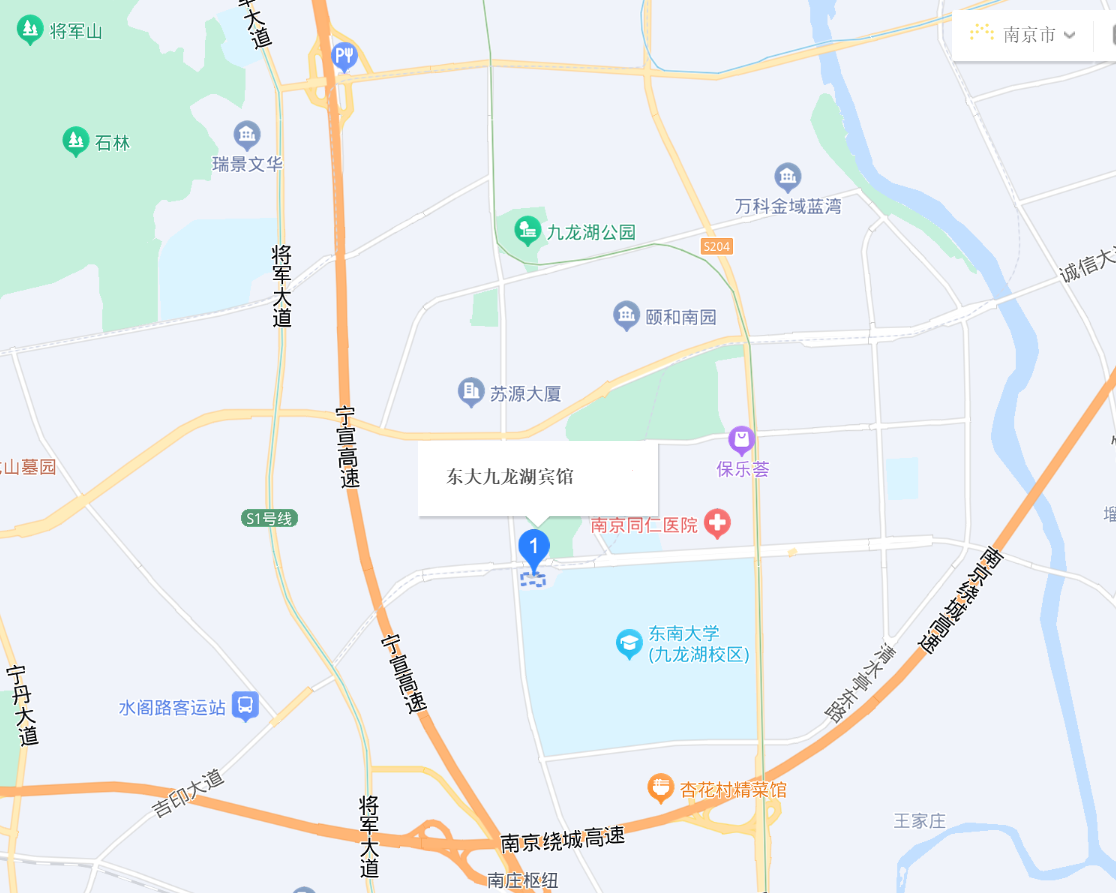 将军山
军大道
P
南京市
石林
瑞景文华
万科金域蓝湾
九龙湖公园
S204
诚信大
将军大道
颐和南园
苏源大厦
宁宣高速
保乐荟
山墓园
东大九龙湖宾馆
S1号线
南京同仁医院
1
南京绕城高速
东南大学
(九龙湖校区)
宁宣高速
清水亭东路
宁丹大道
水阁路客运站
吉印大道
杏花村精菜馆
将军大道
王家庄
南京绕城高速
南庄枢纽